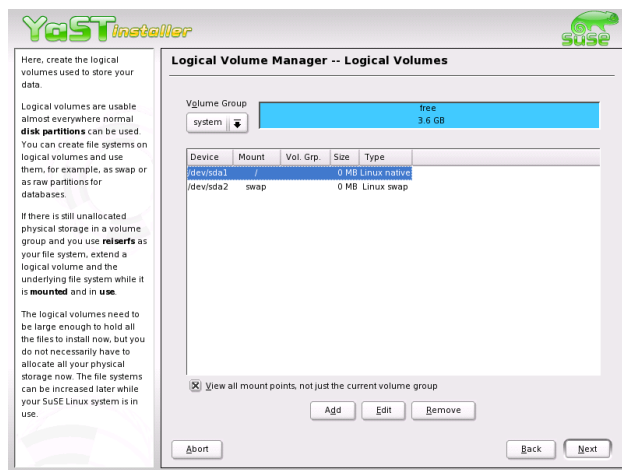 YaST installer
SuSE
Here, create the logical
volumes used to store your
data.
Logical volumes are usable
almost everywhere normal
disk partitions can be used.
You can create file systems on
logical volumes and use
them, for example, as swap or
as raw partitions for
databases.
If there is still unallocated
physical storage in a volume
group and you use reiserfs as
your file system, extend a
logical volume and the
underlying file system while it
is mounted and in use.
The logical volumes need to
be large enough to hold all
the files to install now, but you
do not necessarily have to
allocate all your physical
storage now. The file systems
can be increased later while
your SuSE Linux system is in
use.
Logical Volume Manager -- Logical Volumes
Volume Group
system
free
3.6 GB
Device Mount Vol. Grp. Size Type
/dev/sda1 / 0 MB Linux native
/dev/sda2 swap 0 MB Linux swap
View all mount points, not just the current volume group
Add Edit Remove
Abort Back Next